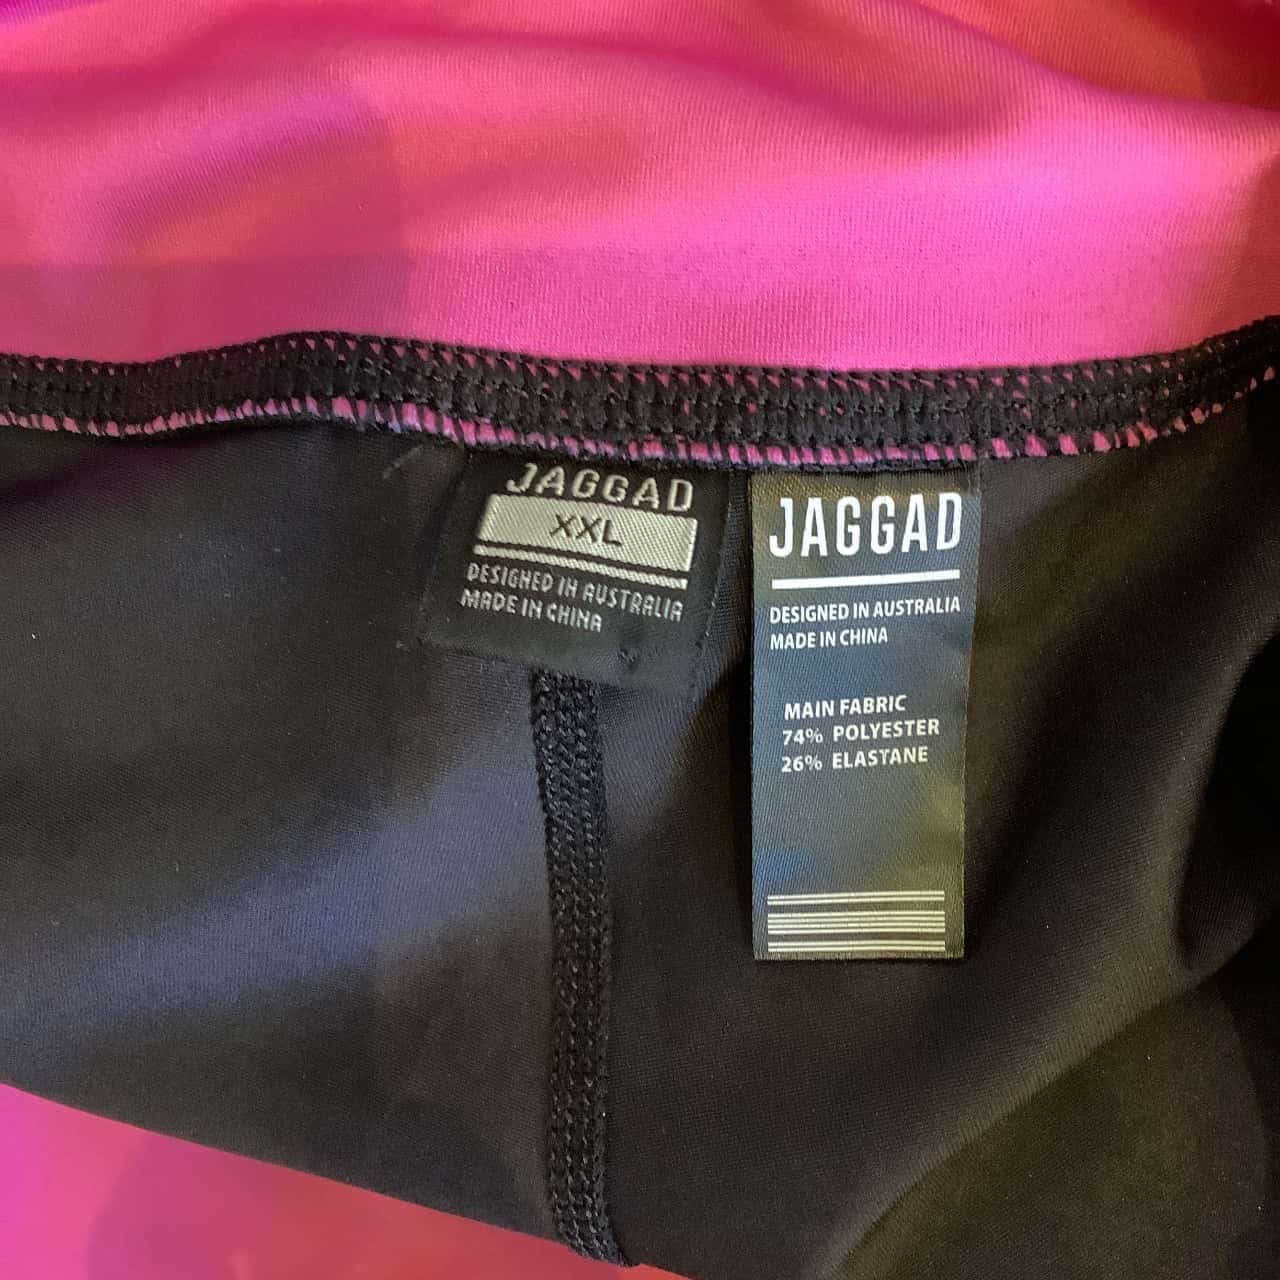 JAGGAD
XXL
DESIGNED IN AUSTRALIA
MADE IN CHINA
JAGGAD
DESIGNED IN AUSTRALIA
MADE IN CHINA
MAIN FABRIC
74% POLYESTER
26% ELASTANE